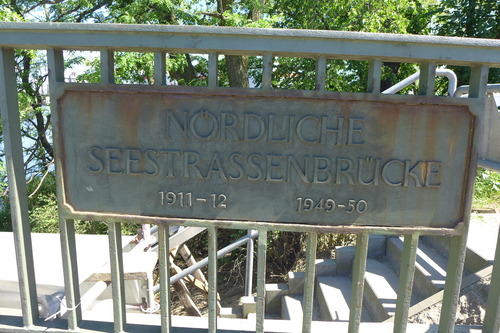 NÖRDLICHE
SEESTRASSENBRÜCKE
1911-12 1949-50